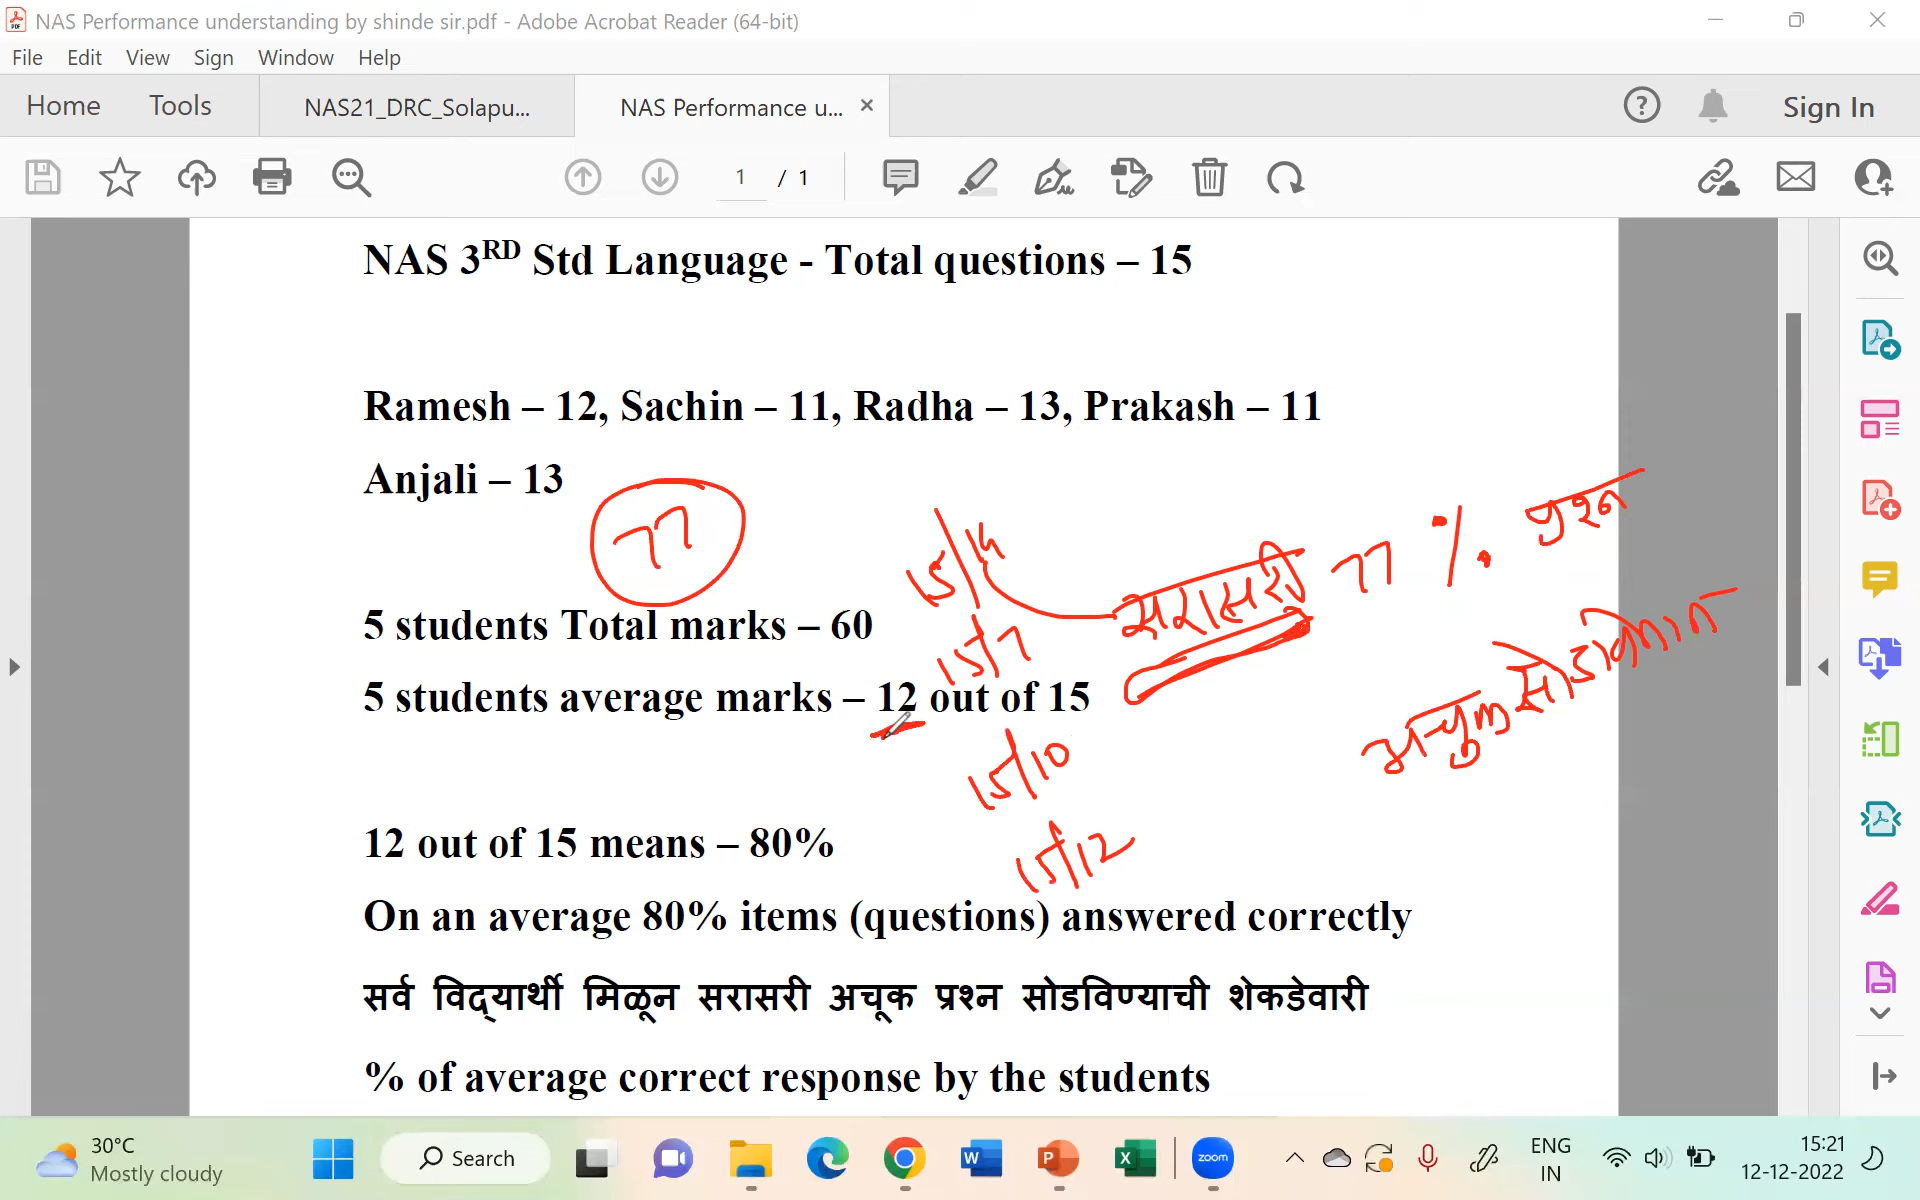 NAS Performance understanding by shinde sir.pdf - Adobe Acrobat Reader (64-bit)
File Edit View Sign Window Help
Home Tools NAS21_DRC_Solapu... NAS Performance u... × Sign In
1 / 1
NAS 3RD Std Language - Total questions – 15
Ramesh – 12, Sachin – 11, Radha – 13, Prakash – 11
Anjali – 13
77
15/14 सरासरी 77 % प्रश्न
5 students Total marks – 60
15/7
5 students average marks – 12 out of 15
15/10
12 out of 15 means – 80%
15/12
On an average 80% items (questions) answered correctly
सर्व विद्यार्थी मिळून सरासरी अचूक प्रश्न सोडविण्याची शेकडेवारी
% of average correct response by the students
30°C
Mostly cloudy
Search
zoom
ENG
IN
15:21
12-12-2022